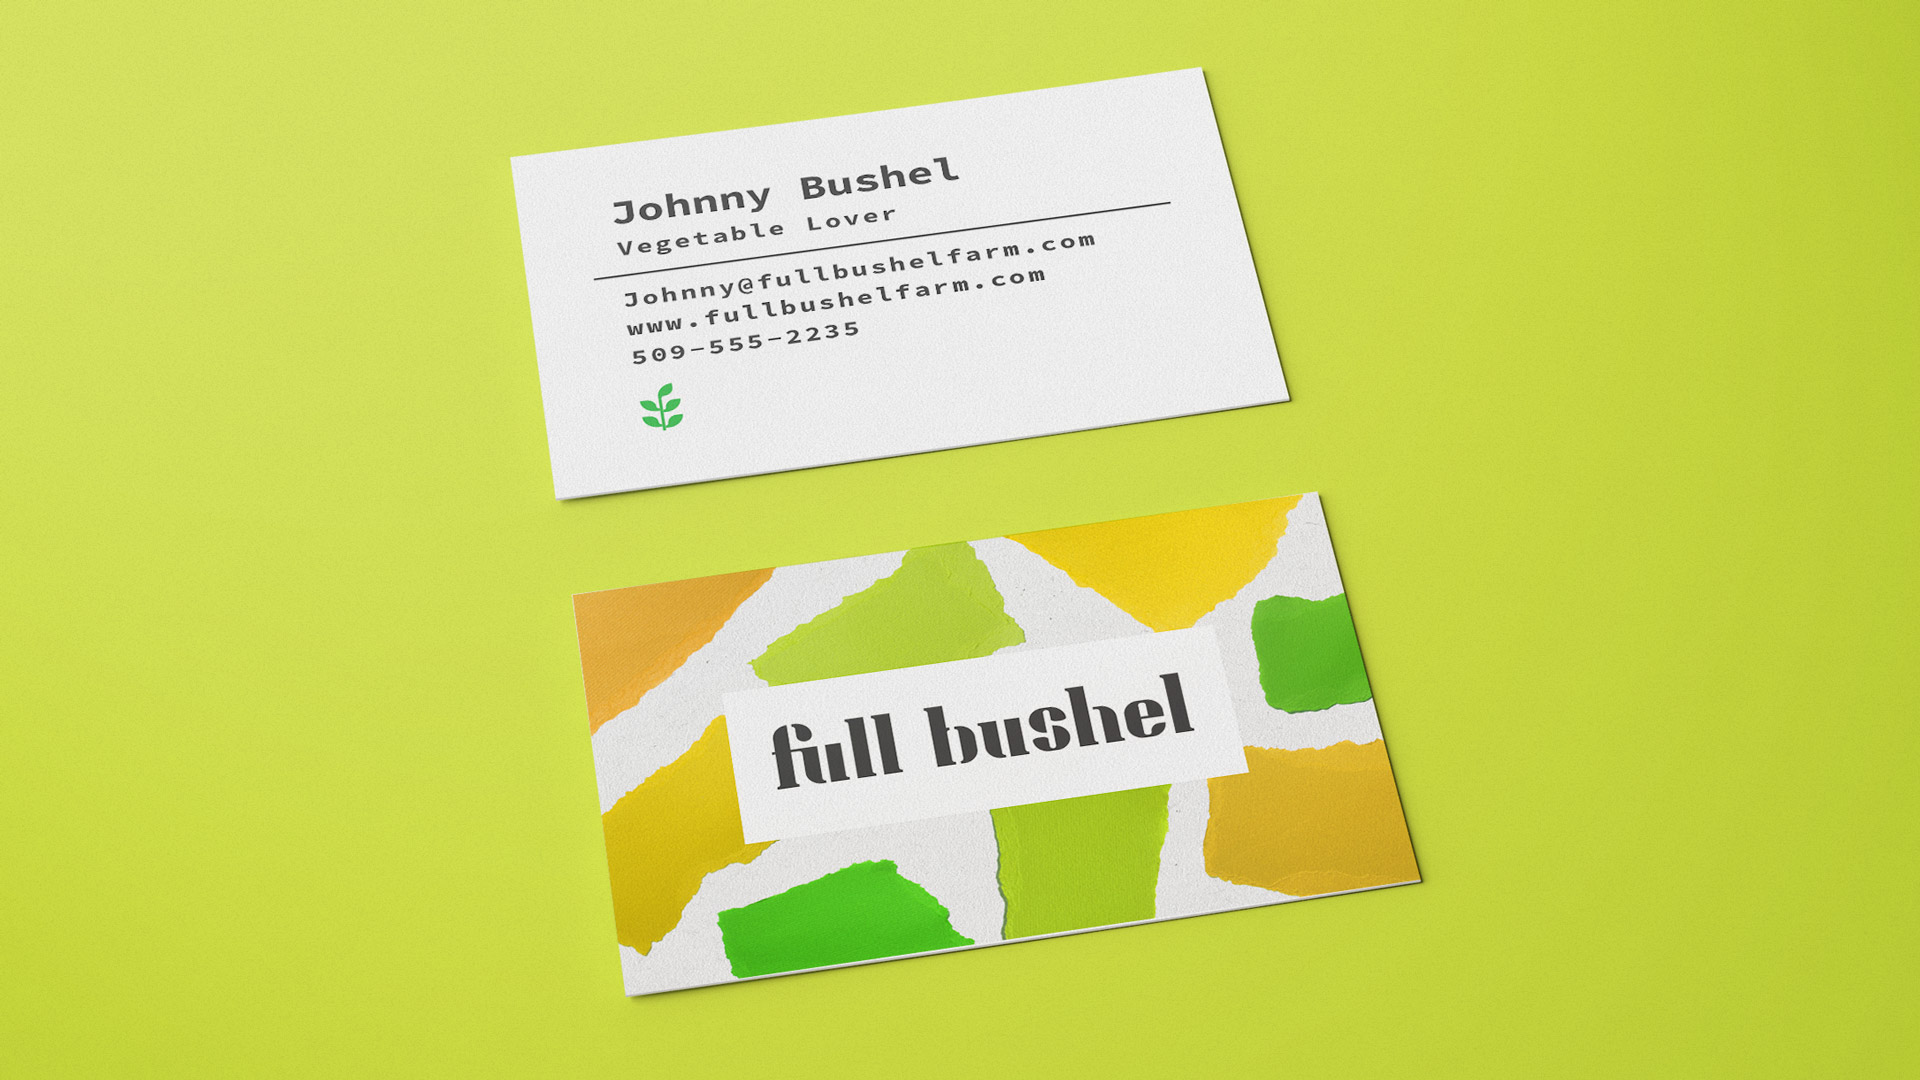 Johnny Bushel
Vegetable Lover
Johnny@fullbushelfarm.com
www.fullbushelfarm.com
509-555-2235
full bushel